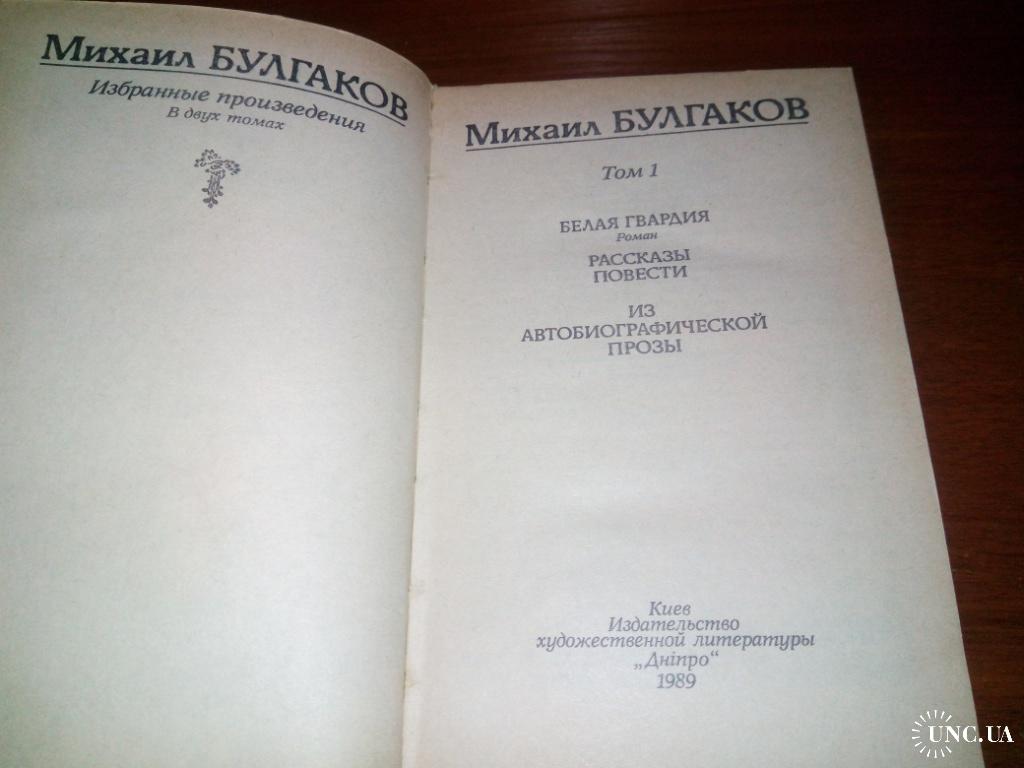 Михаил БУЛГАКОВ
Избранные произведения
В двух томах
Михаил БУЛГАКОВ
Том 1
БЕЛАЯ ГВАРДИЯ
Роман
РАССКАЗЫ
ПОВЕСТИ
ИЗ
АВТОБИОГРАФИЧЕСКОЙ
ПРОЗЫ
Киев
Издательство
художественной литературы
„Дніпро“
1989
UNC.UA